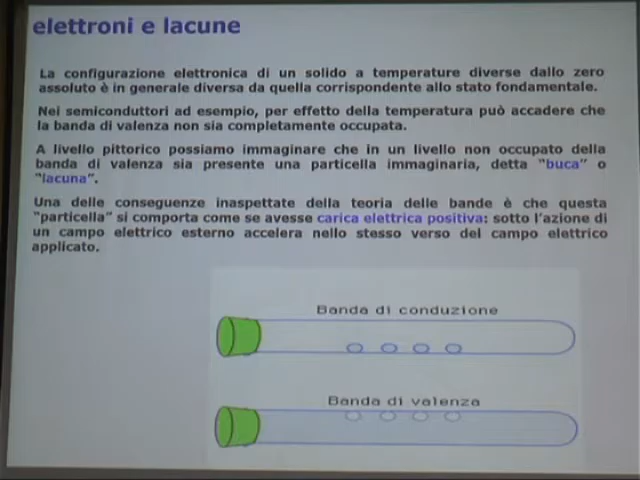 elettroni e lacune
La configurazione elettronica di un solido a temperature diverse dallo zero
assoluto è in generale diversa da quella corrispondente allo stato fondamentale.
Nei semiconduttori ad esempio, per effetto della temperatura può accadere che
la banda di valenza non sia completamente occupata.
A livello pittorico possiamo immaginare che in un livello non occupato della
banda di valenza sia presente una particella immaginaria, detta "buca" o
"lacuna".
Una delle conseguenze inaspettate della teoria delle bande è che questa
"particella" si comporta come se avesse carica elettrica positiva: sotto l'azione di
un campo elettrico esterno accelera nello stesso verso del campo elettrico
applicato.
Banda di conduzione
Banda di valenza